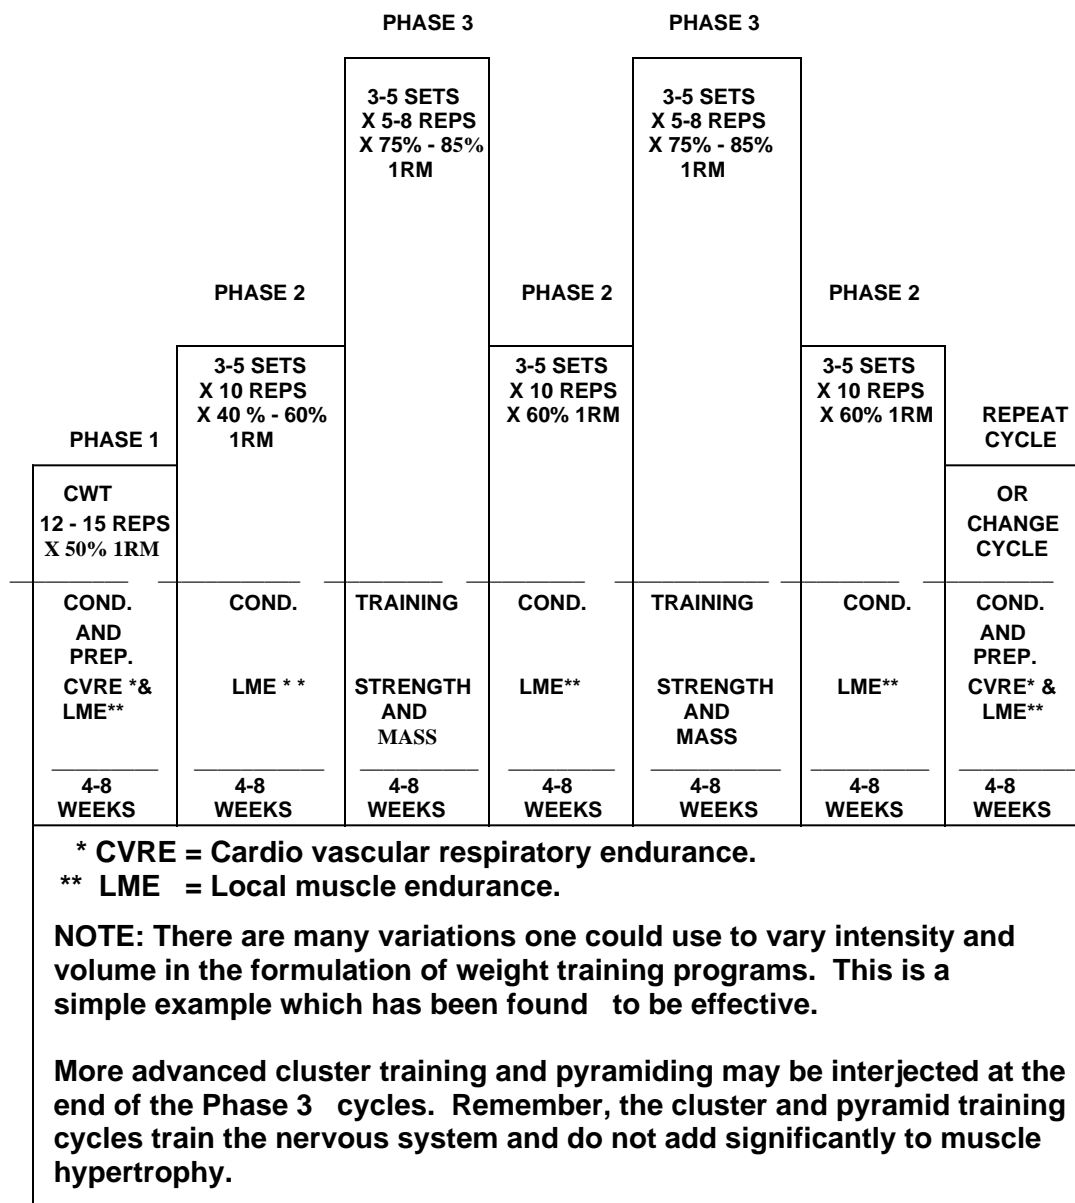 PHASE 3 PHASE 3
3-5 SETS
X 5-8 REPS
X 75% - 85%
1RM
3-5 SETS
X 5-8 REPS
X 75% - 85%
1RM
PHASE 2 PHASE 2 PHASE 2
3-5 SETS
X 10 REPS
X 40 % - 60%
1RM
3-5 SETS
X 10 REPS
X 60% 1RM
3-5 SETS
X 10 REPS
X 60% 1RM
PHASE 1
REPEAT
CYCLE
CWT
12 - 15 REPS
X 50% 1RM
OR
CHANGE
CYCLE
COND.
AND
PREP.
CVRE *&
LME**
COND.
LME * *
TRAINING
STRENGTH
AND
MASS
COND.
LME**
TRAINING
STRENGTH
AND
MASS
COND.
LME**
COND.
AND
PREP.
CVRE* &
LME**
4-8
WEEKS
4-8
WEEKS
4-8
WEEKS
4-8
WEEKS
4-8
WEEKS
4-8
WEEKS
4-8
WEEKS
* CVRE = Cardio vascular respiratory endurance.
** LME = Local muscle endurance.
NOTE: There are many variations one could use to vary intensity and
volume in the formulation of weight training programs. This is a
simple example which has been found to be effective.
More advanced cluster training and pyramiding may be interjected at the
end of the Phase 3 cycles. Remember, the cluster and pyramid training
cycles train the nervous system and do not add significantly to muscle
hypertrophy.